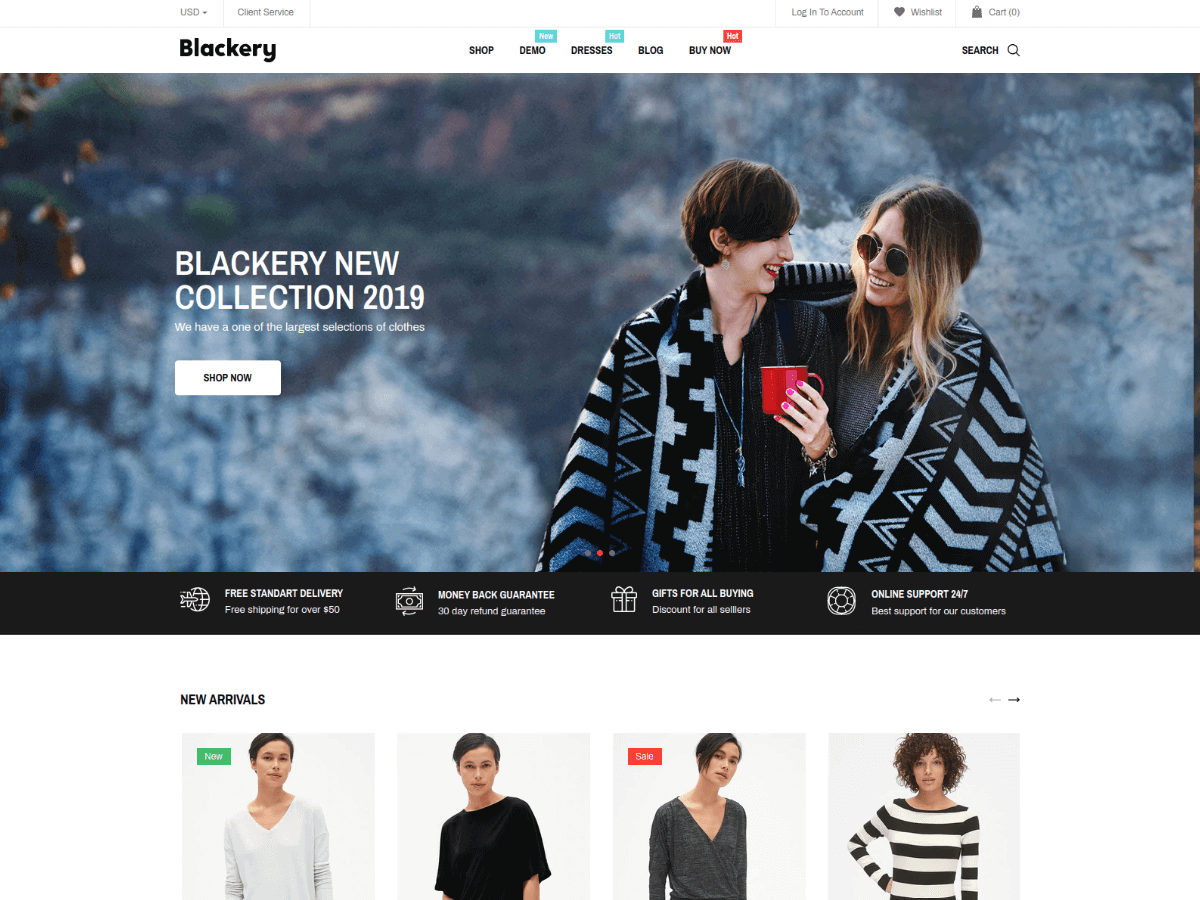 USD
Client Service
Log In To Account
Wishlist
Cart (0)
Blackery
SHOP
New
DEMO
Hot
DRESSES
BLOG
Hot
BUY NOW
SEARCH
BLACKERY NEW
COLLECTION 2019
We have a one of the largest selections of clothes
SHOP NOW
FREE STANDART DELIVERY
Free shipping for over $50
MONEY BACK GUARANTEE
30 day refund guarantee
GIFTS FOR ALL BUYING
Discount for all selllers
ONLINE SUPPORT 24/7
Best support for our customers
NEW ARRIVALS
New
Sale